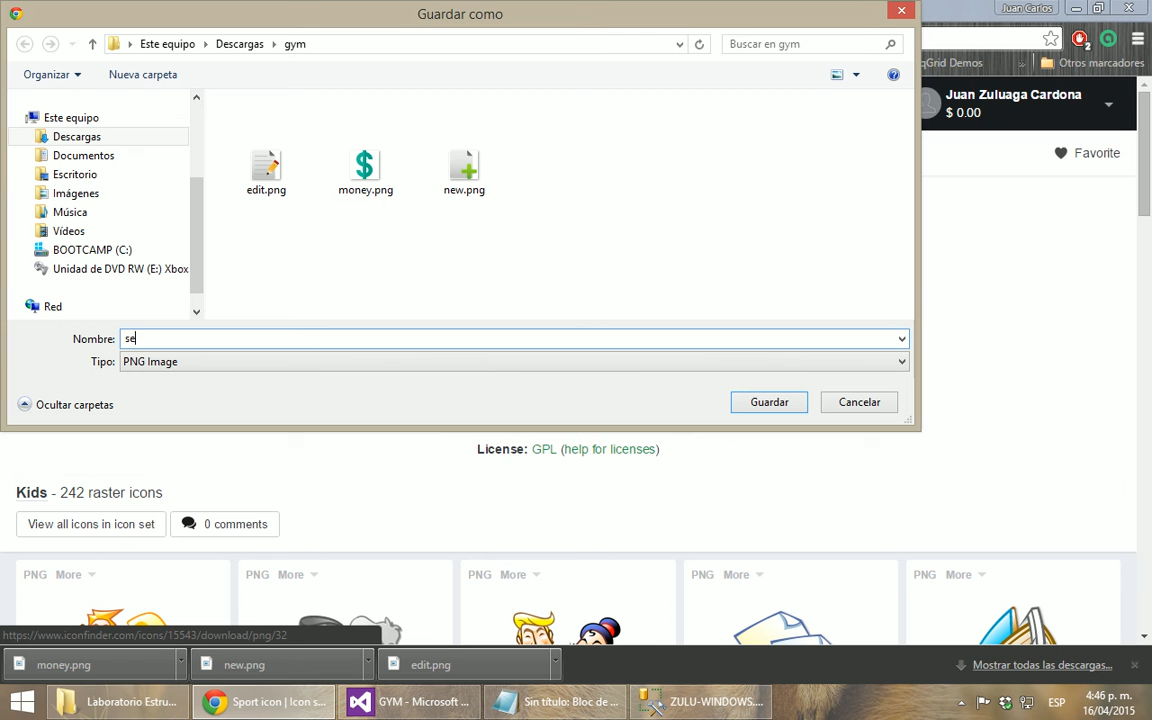 Guardar como
Juan Carlos
Este equipo
Descargas
gym
Buscar en gym
qGrid Demos
»
Otros marcadores
Organizar
Nueva carpeta
2
Juan Zuluaga Cardona
$ 0.00
Favorite
Este equipo
Descargas
Documentos
Escritorio
Imágenes
Música
Vídeos
BOOTCAMP (C:)
Unidad de DVD RW (E:) Xbox
Red
edit.png
money.png
new.png
Nombre:
se
Tipo:
PNG Image
Ocultar carpetas
Guardar
Cancelar
License: GPL (help for licenses)
Kids - 242 raster icons
View all icons in icon set
0 comments
PNG More
PNG More
PNG More
PNG More
PNG More
https://www.iconfinder.com/icons/15543/download/png/32
money.png
new.png
edit.png
Mostrar todas las descargas...
Laboratorio Estru...
Sport icon | Icon s...
GYM - Microsoft ...
Sin título: Bloc de ...
ZULU-WINDOWS....
ESP
4:46 p. m.
16/04/2015